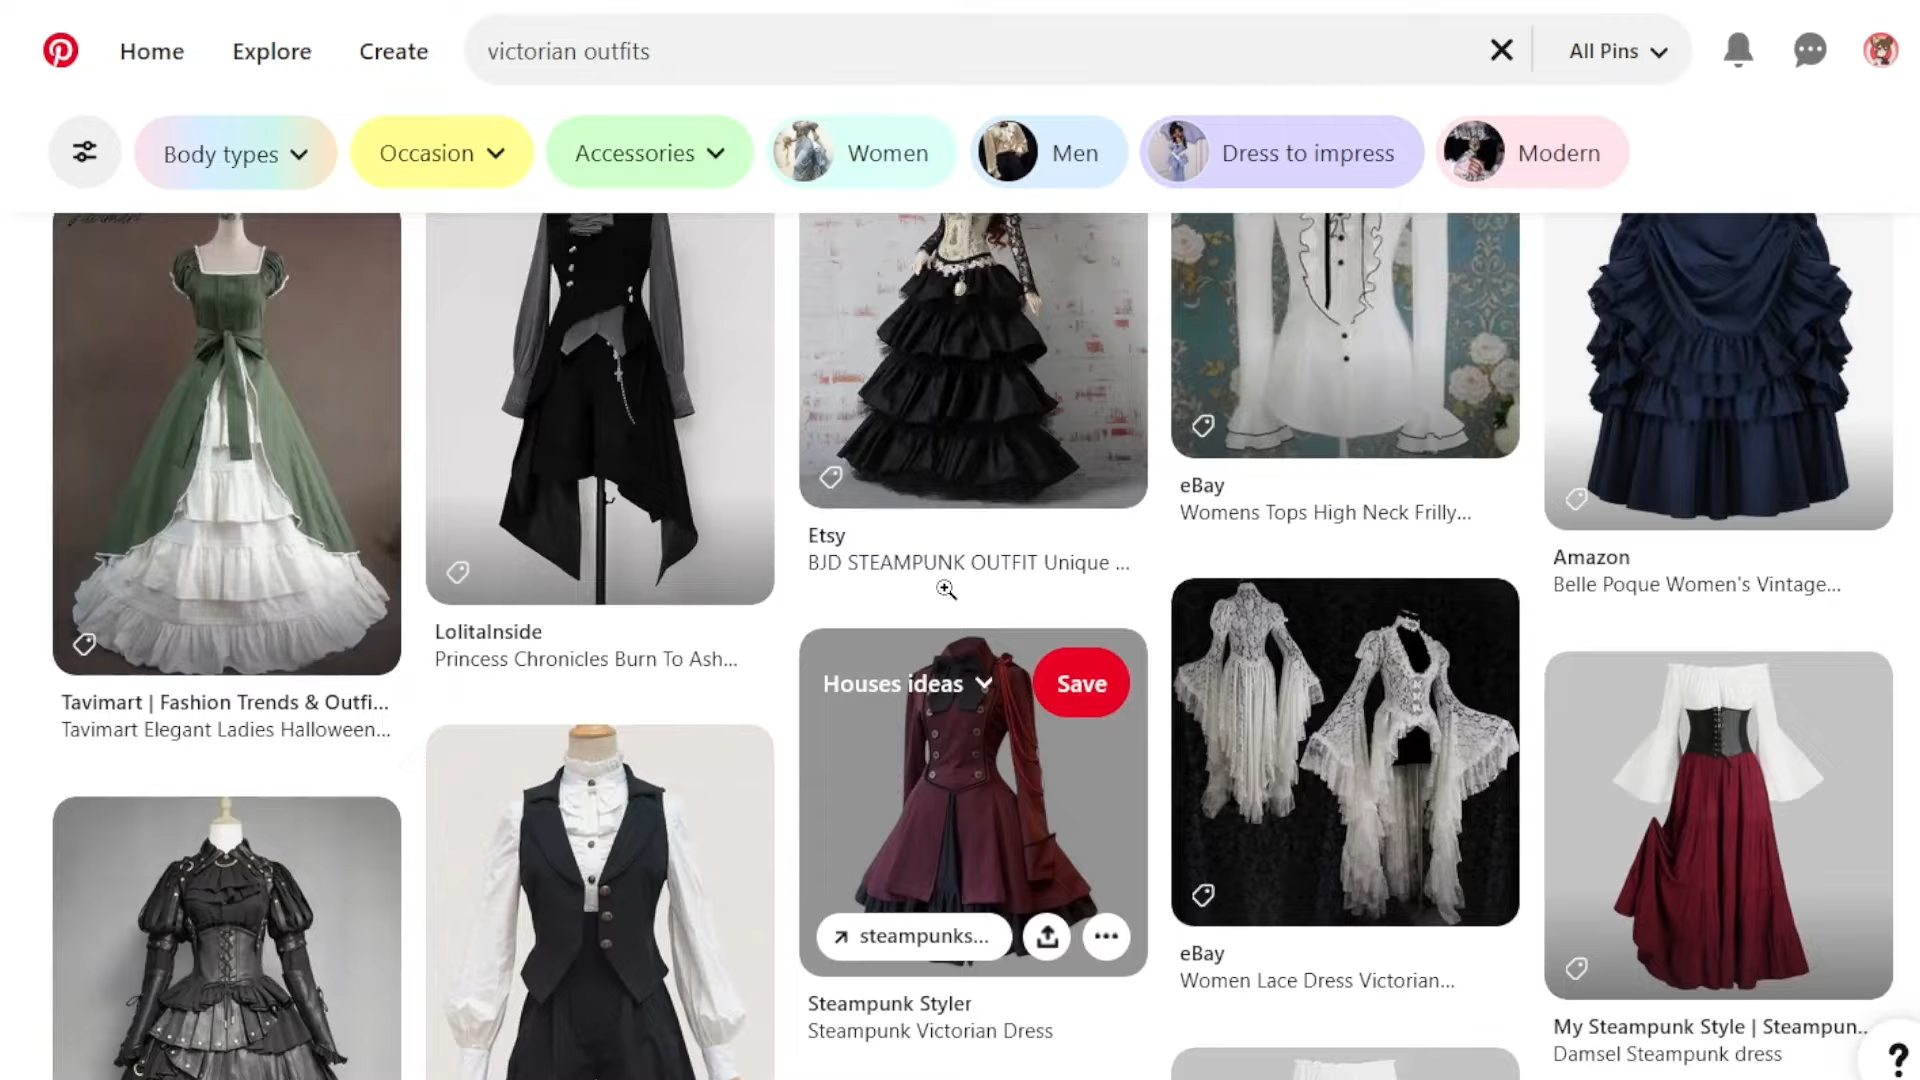 Home
Explore
Create
victorian outfits
All Pins
Body types
Occasion
Accessories
Women
Men
Dress to impress
Modern
Tavimart | Fashion Trends & Outfi...
Tavimart Elegant Ladies Halloween...
LolitaInside
Princess Chronicles Burn To Ash...
Etsy
BJD STEAMPUNK OUTFIT Unique ...
Houses ideas
Save
steampunks...
Steampunk Styler
Steampunk Victorian Dress
eBay
Womens Tops High Neck Frilly...
eBay
Women Lace Dress Victorian...
Amazon
Belle Poque Women's Vintage...
My Steampunk Style | Steampun..
Damsel Steampunk dress
?